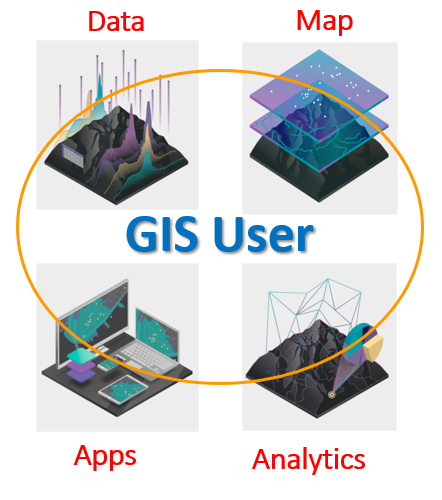 Data
Map
GIS User
Apps
Analytics